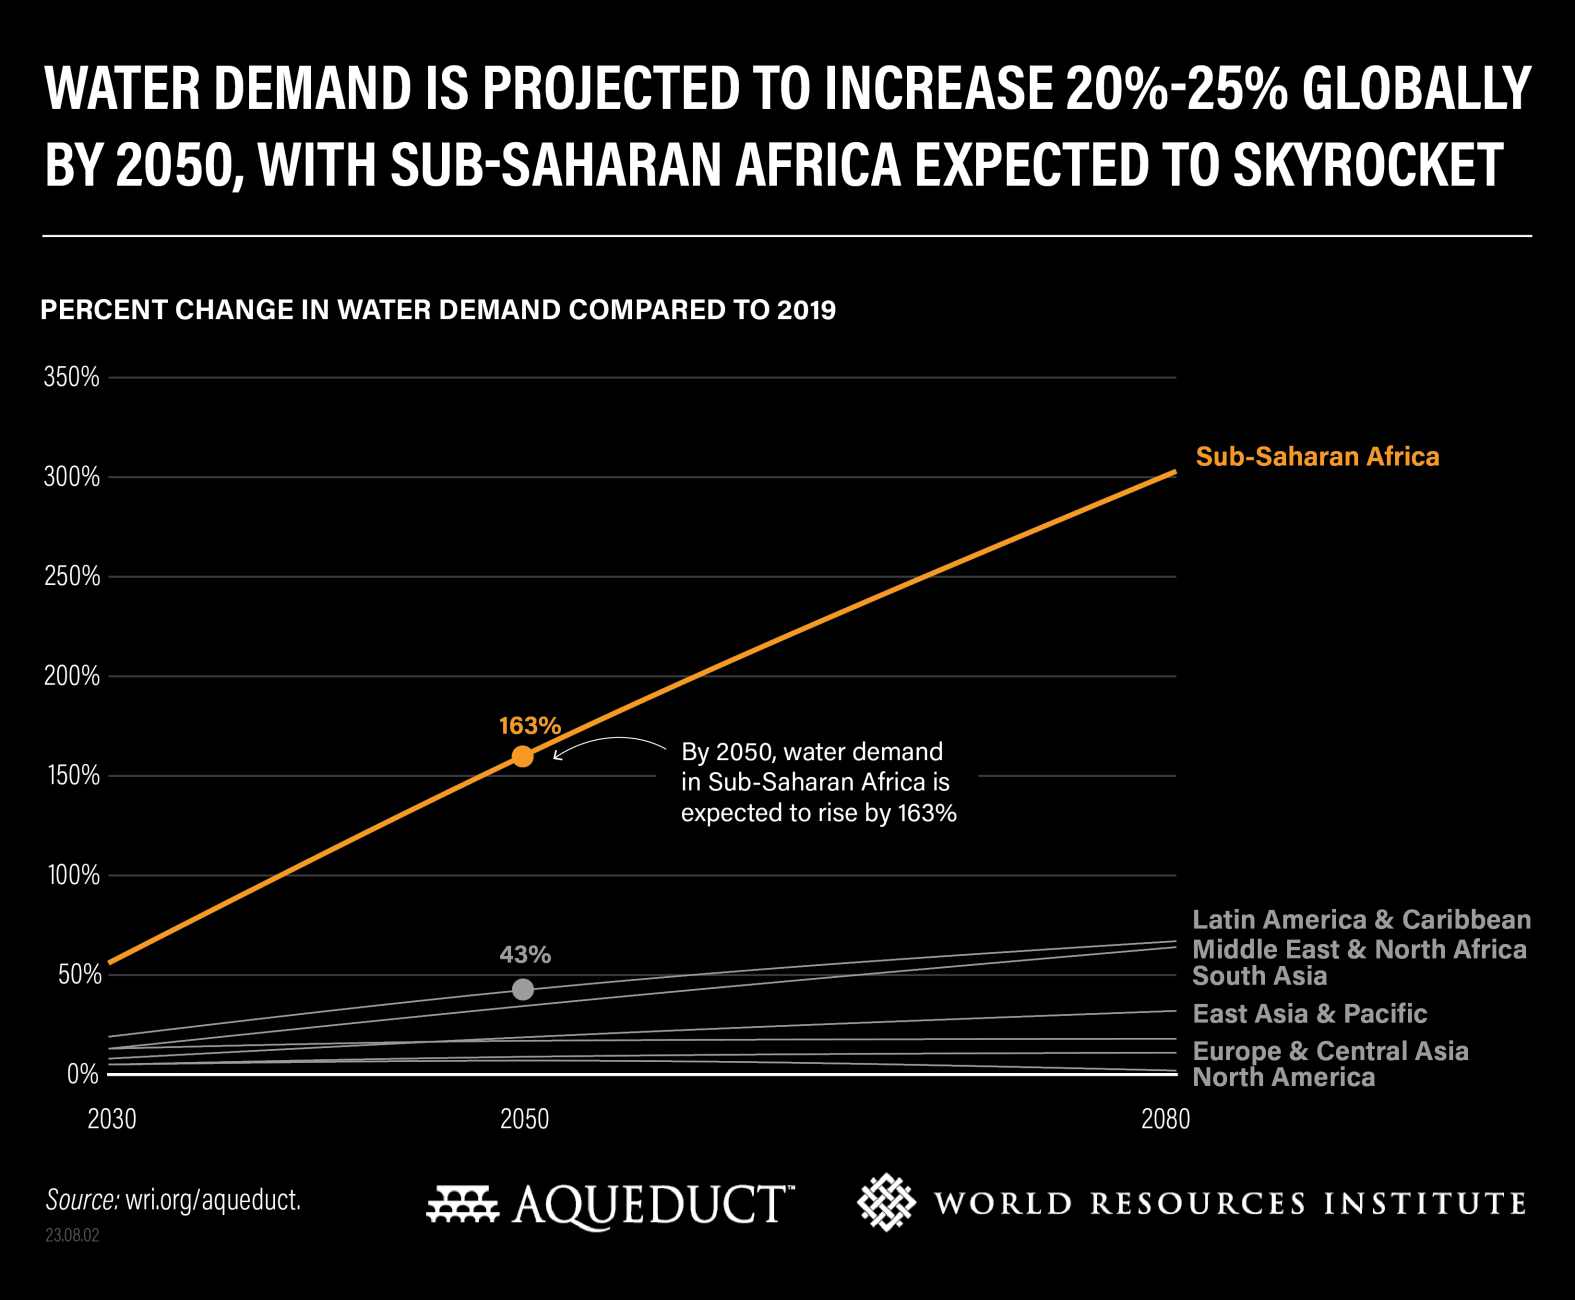 WATER DEMAND IS PROJECTED TO INCREASE 20%-25% GLOBALLY
BY 2050, WITH SUB-SAHARAN AFRICA EXPECTED TO SKYROCKET
PERCENT CHANGE IN WATER DEMAND COMPARED TO 2019
350%
300%
250%
200%
150%
100%
50%
0%
Sub-Saharan Africa
163%
By 2050, water demand
in Sub-Saharan Africa is
expected to rise by 163%
43%
Latin America & Caribbean
Middle East & North Africa
South Asia
East Asia & Pacific
Europe & Central Asia
North America
2030
2050
2080
Source: wri.org/aqueduct.
23.08.02
AQUEDUCT™
WORLD RESOURCES INSTITUTE